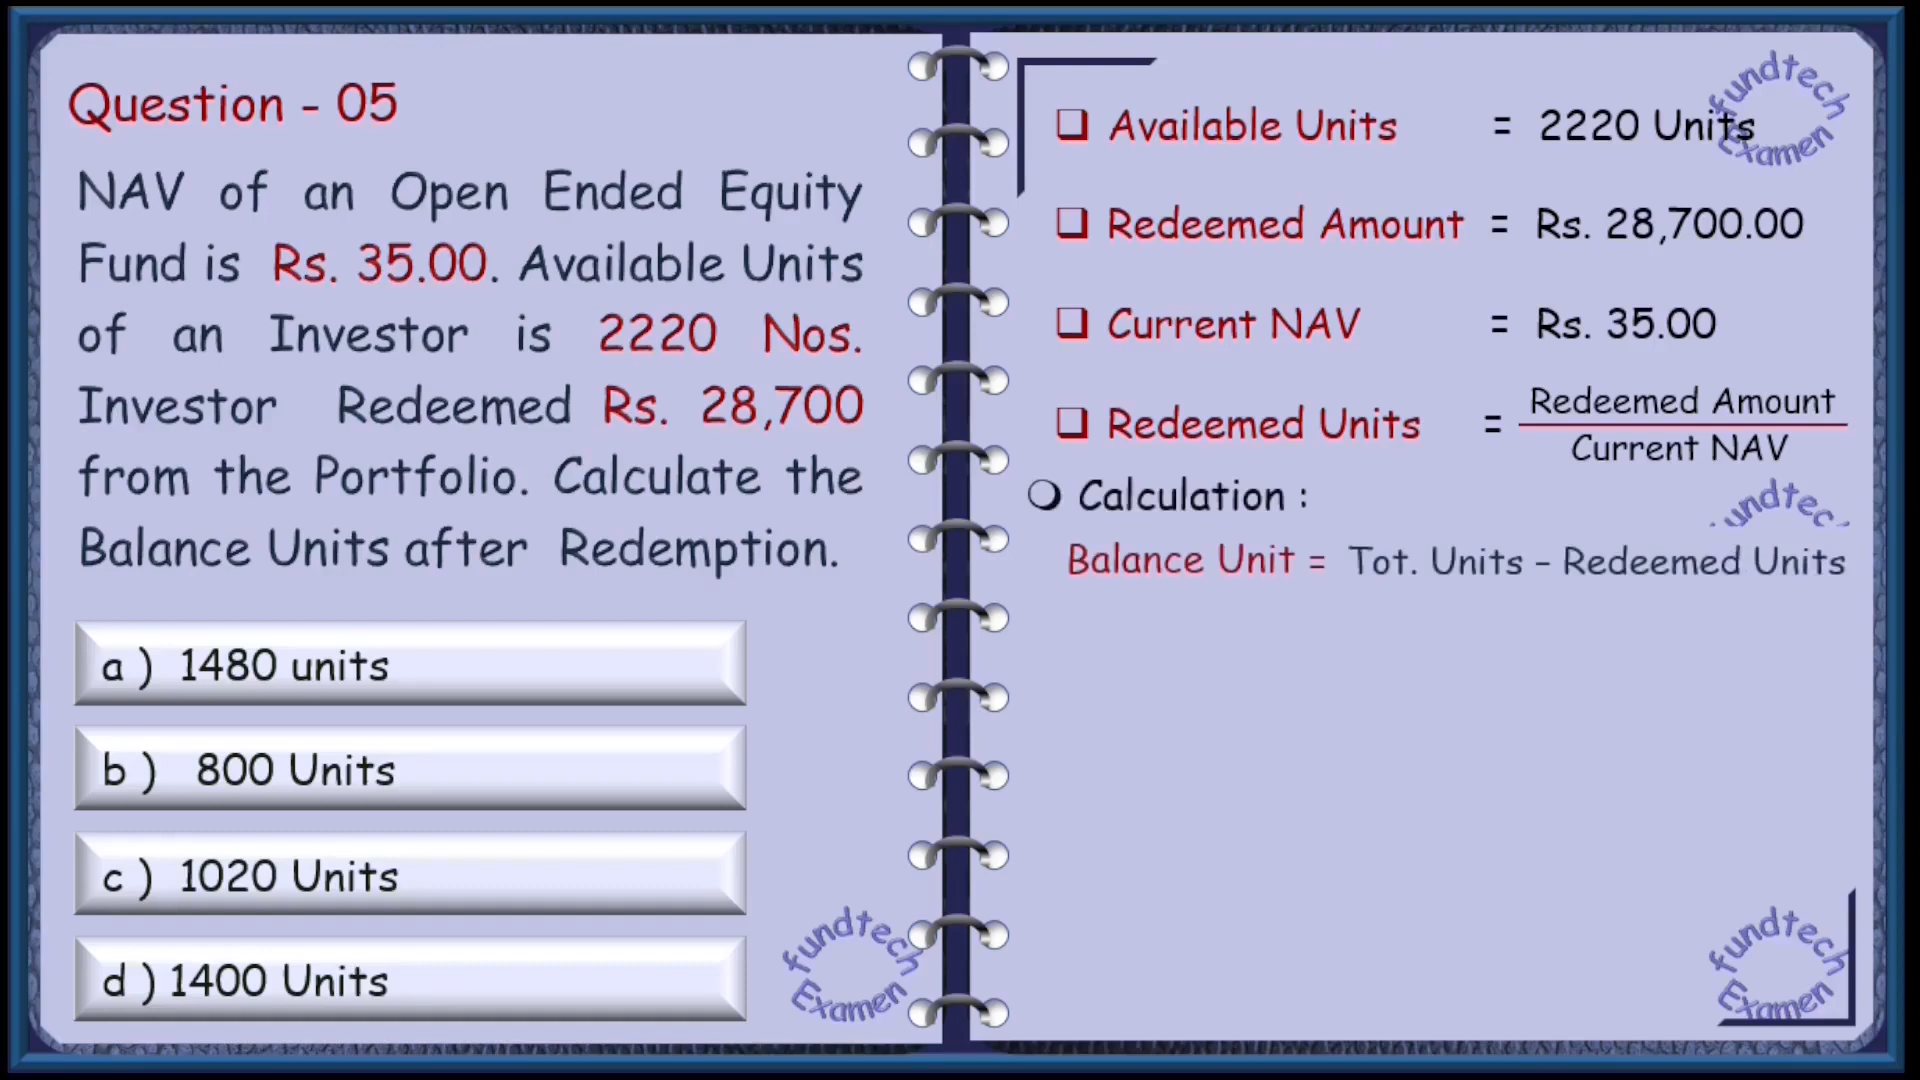 Question - 05
NAV of an Open Ended Equity
Fund is Rs. 35.00. Available Units
of an Investor is 2220 Nos.
Investor Redeemed Rs. 28,700
from the Portfolio. Calculate the
Balance Units after Redemption.
a ) 1480 units
b ) 800 Units
c ) 1020 Units
d ) 1400 Units
fundtech
Examen
❑ Available Units = 2220 Units
fundtech
Examen
❑ Redeemed Amount = Rs. 28,700.00
❑ Current NAV = Rs. 35.00
❑ Redeemed Units = Redeemed Amount
Current NAV
❍ Calculation :
Balance Unit = Tot. Units – Redeemed Units
fundtech
Examen